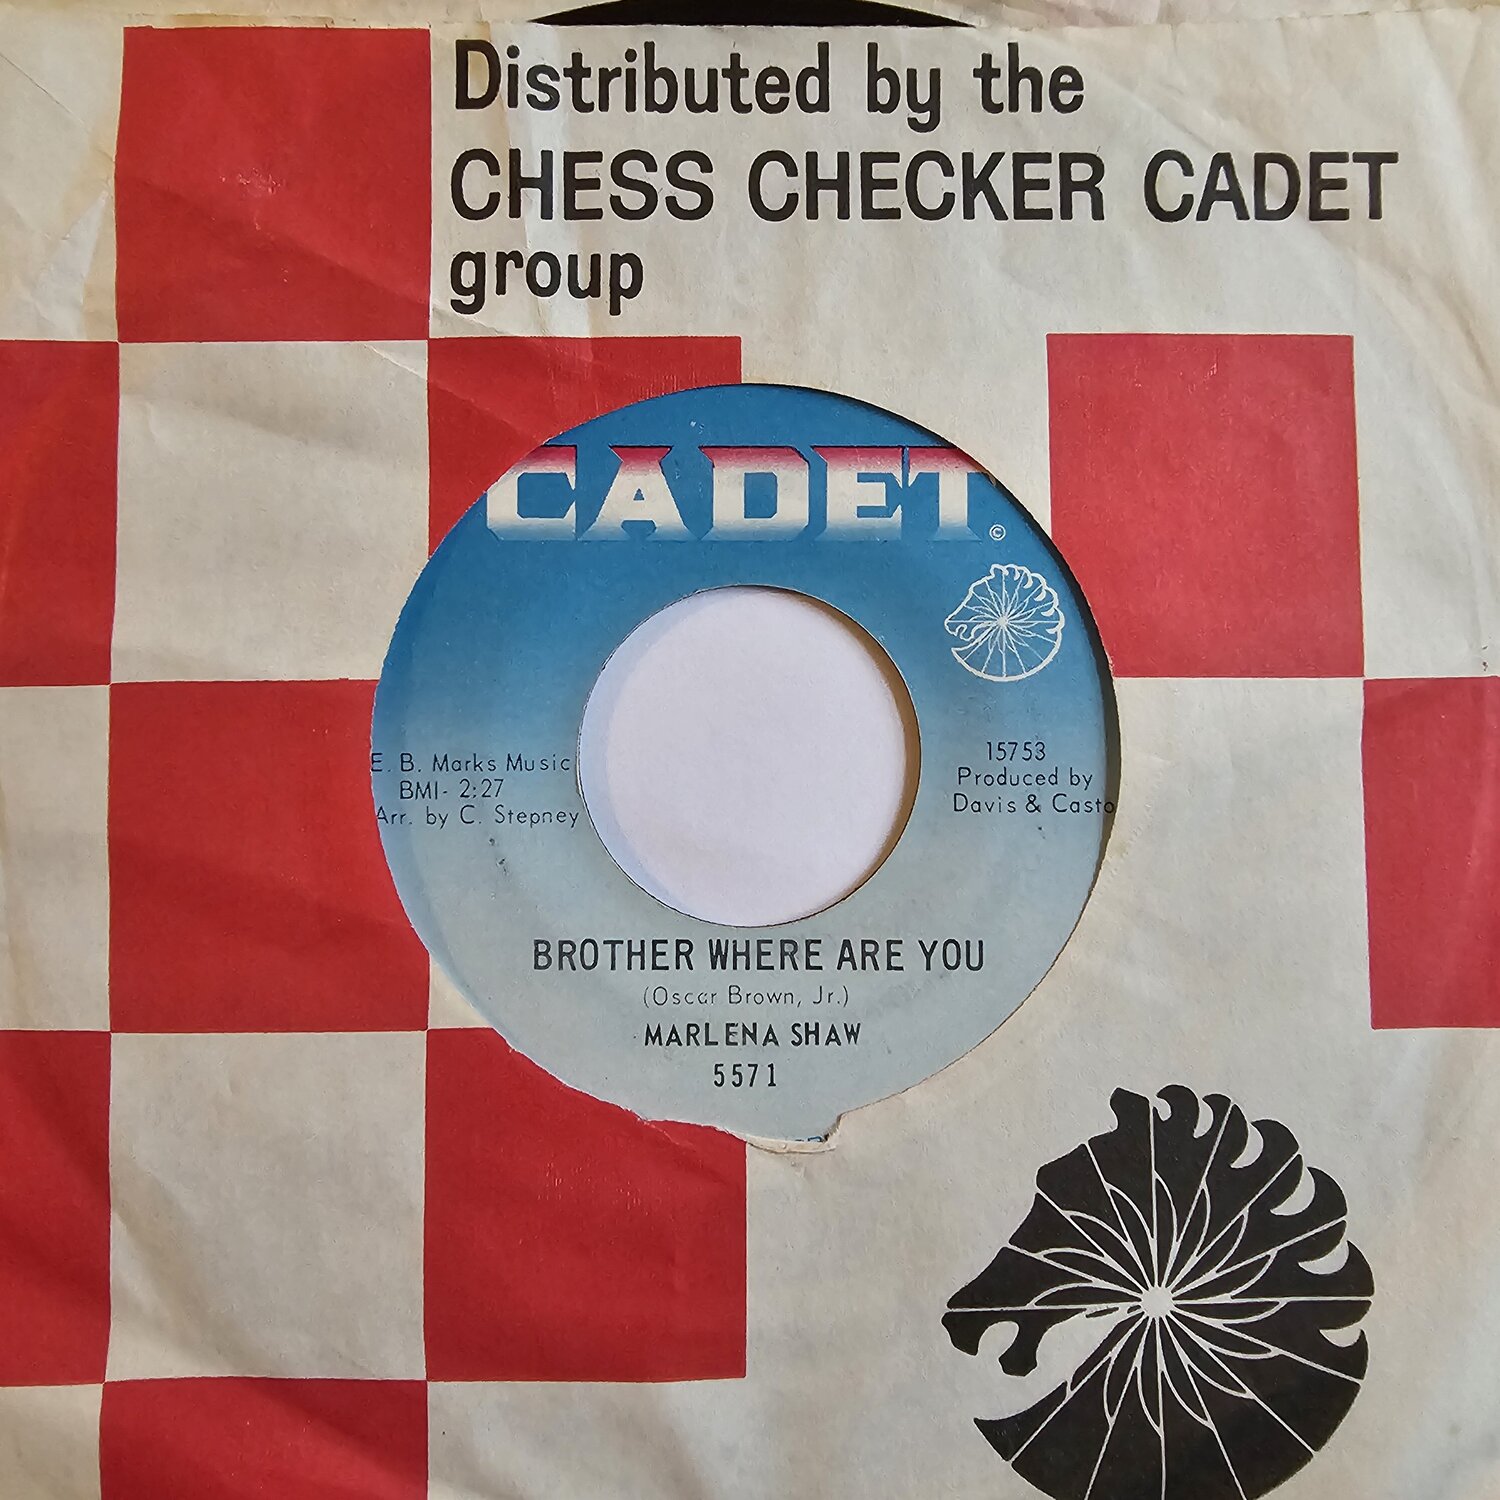 Distributed by the
CHESS CHECKER CADET
group
CADET
©
E. B. Marks Music
BMI- 2:27
Arr. by C. Stepney
15753
Produced by
Davis & Casto
BROTHER WHERE ARE YOU
(Oscar Brown, Jr.)
MARLENA SHAW
5571